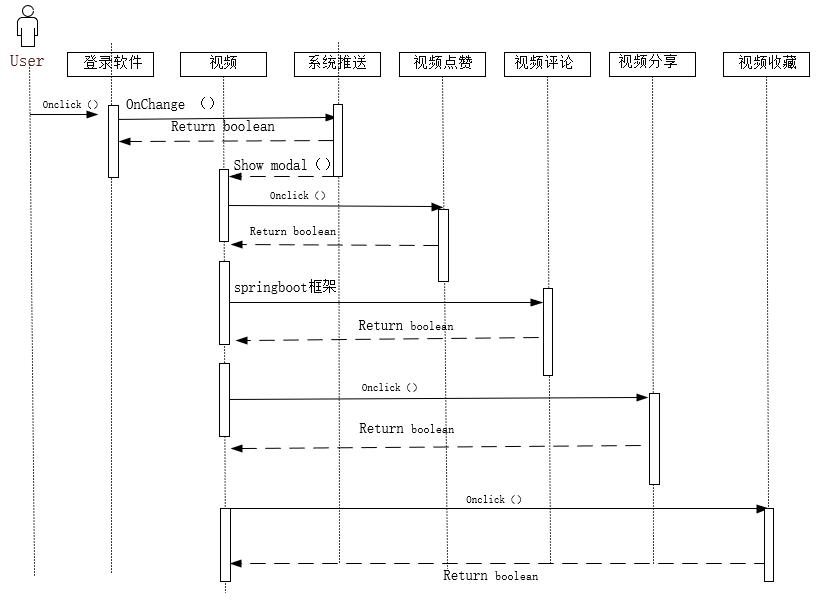 User
登录软件
视频
系统推送
视频点赞
视频评论
视频分享
视频收藏
Onclick（）
OnChange （）
Return boolean
Show modal（）
Onclick（）
Return boolean
springboot框架
Return boolean
Onclick（）
Return boolean
Onclick（）
Return boolean